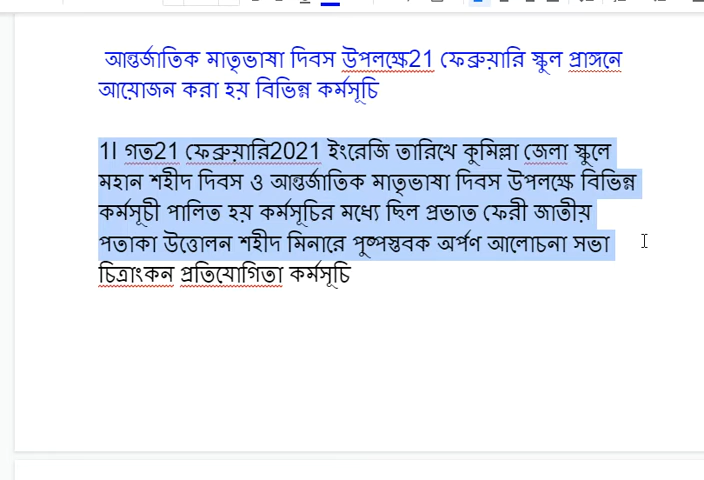 আন্তর্জাতিক মাতৃভাষা দিবস উপলক্ষে21 ফেব্রুয়ারি স্কুল প্রাঙ্গনে
আয়োজন করা হয় বিভিন্ন কর্মসূচি
1। গত21 ফেব্রুয়ারি2021 ইংরেজি তারিখে কুমিল্লা জেলা স্কুলে
মহান শহীদ দিবস ও আন্তর্জাতিক মাতৃভাষা দিবস উপলক্ষে বিভিন্ন
কর্মসূচী পালিত হয় কর্মসূচির মধ্যে ছিল প্রভাত ফেরী জাতীয়
পতাকা উত্তোলন শহীদ মিনারে পুষ্পস্তবক অর্পণ আলোচনা সভা
চিত্রাংকন প্রতিযোগিতা কর্মসূচি